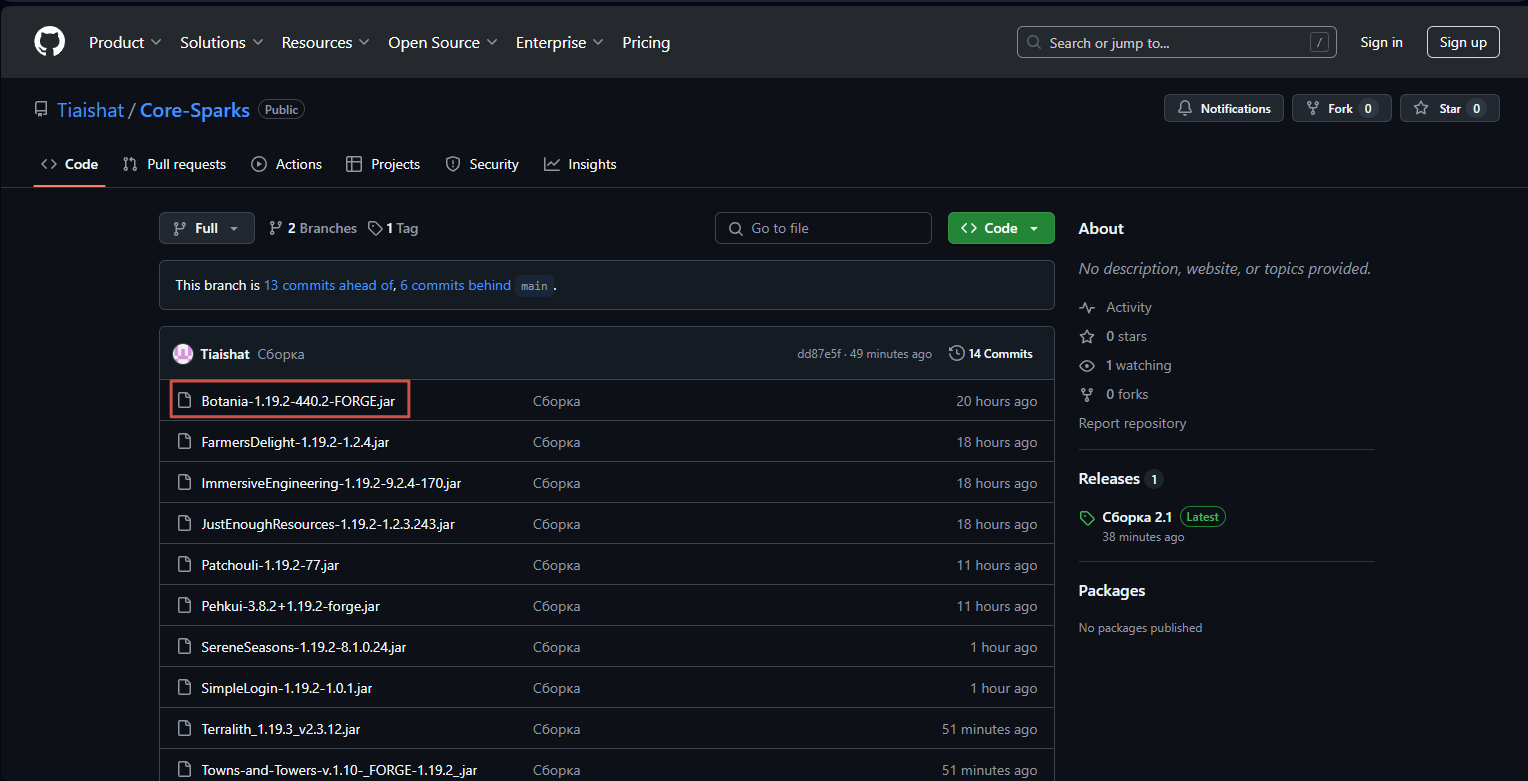 Product Solutions Resources Open Source Enterprise Pricing Search or jump to... / Sign in Sign up
Tiaishat / Core-Sparks Public Notifications Fork 0 Star 0
Code Pull requests Actions Projects Security Insights
Full 2 Branches 1 Tag Go to file Code
This branch is 13 commits ahead of, 6 commits behind main .
Tiaishat Сборка dd87e5f · 49 minutes ago 14 Commits
Botania-1.19.2-440.2-FORGE.jar Сборка 20 hours ago
FarmersDelight-1.19.2-1.2.4.jar Сборка 18 hours ago
ImmersiveEngineering-1.19.2-9.2.4-170.jar Сборка 18 hours ago
JustEnoughResources-1.19.2-1.2.3.243.jar Сборка 18 hours ago
Patchouli-1.19.2-77.jar Сборка 11 hours ago
Pehkui-3.8.2+1.19.2-forge.jar Сборка 11 hours ago
SereneSeasons-1.19.2-8.1.0.24.jar Сборка 1 hour ago
SimpleLogin-1.19.2-1.0.1.jar Сборка 1 hour ago
Terralith_1.19.3_v2.3.12.jar Сборка 51 minutes ago
Towns-and-Towers-v.1.10-_FORGE-1.19.2_.jar Сборка 51 minutes ago
About
No description, website, or topics provided.
Activity
0 stars
1 watching
0 forks
Report repository
Releases 1
Сборка 2.1 Latest
38 minutes ago
Packages
No packages published